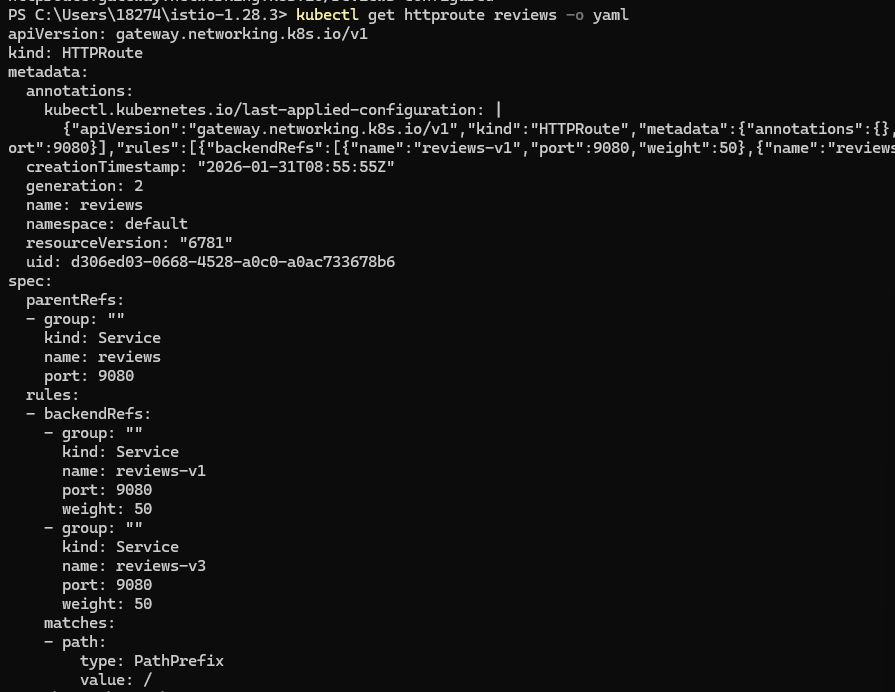 PS C:\Users\18274\istio-1.28.3> kubectl get httproute reviews -o yaml
apiVersion: gateway.networking.k8s.io/v1
kind: HTTPRoute
metadata:
  annotations:
    kubectl.kubernetes.io/last-applied-configuration: |
      {"apiVersion":"gateway.networking.k8s.io/v1","kind":"HTTPRoute","metadata":{"annotations":{},
ort":9080}],"rules":[{"backendRefs":[{"name":"reviews-v1","port":9080,"weight":50},{"name":"reviews
  creationTimestamp: "2026-01-31T08:55:55Z"
  generation: 2
  name: reviews
  namespace: default
  resourceVersion: "6781"
  uid: d306ed03-0668-4528-a0c0-a0ac733678b6
spec:
  parentRefs:
  - group: ""
    kind: Service
    name: reviews
    port: 9080
  rules:
  - backendRefs:
    - group: ""
      kind: Service
      name: reviews-v1
      port: 9080
      weight: 50
    - group: ""
      kind: Service
      name: reviews-v3
      port: 9080
      weight: 50
    matches:
    - path:
        type: PathPrefix
        value: /